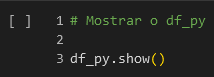 [ ] 1 # Mostrar o df_py
2
3 df_py.show()